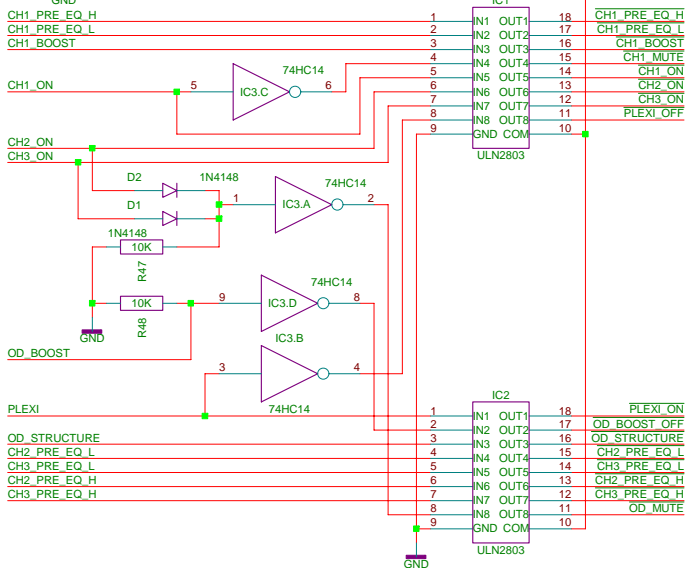 GND
IC1
CH1_PRE_EQ_H 1 IN1 OUT1 18 CH1_PRE_EQ_H
CH1_PRE_EQ_L 2 IN2 OUT2 17 CH1_PRE_EQ_L
CH1_BOOST 3 IN3 OUT3 16 CH1_BOOST
74HC14 4 IN4 OUT4 15 CH1_MUTE
CH1_ON 5 IC3.C 6 5 IN5 OUT5 14 CH1_ON
6 IN6 OUT6 13 CH2_ON
7 IN7 OUT7 12 CH3_ON
8 IN8 OUT8 11 PLEXI_OFF
9 GND COM 10
CH2_ON
CH3_ON
ULN2803
D2 1N4148 74HC14
D1 1 IC3.A 2
1N4148
10K
R47
74HC14
10K 9 IC3.D 8
R48
GND
IC3.B
OD_BOOST
3 4
74HC14
IC2
PLEXI 1 IN1 OUT1 18 PLEXI_ON
2 IN2 OUT2 17 OD_BOOST_OFF
OD_STRUCTURE 3 IN3 OUT3 16 OD_STRUCTURE
CH2_PRE_EQ_L 4 IN4 OUT4 15 CH2_PRE_EQ_L
CH3_PRE_EQ_L 5 IN5 OUT5 14 CH3_PRE_EQ_L
CH2_PRE_EQ_H 6 IN6 OUT6 13 CH2_PRE_EQ_H
CH3_PRE_EQ_H 7 IN7 OUT7 12 CH3_PRE_EQ_H
8 IN8 OUT8 11 OD_MUTE
9 GND COM 10
ULN2803
GND